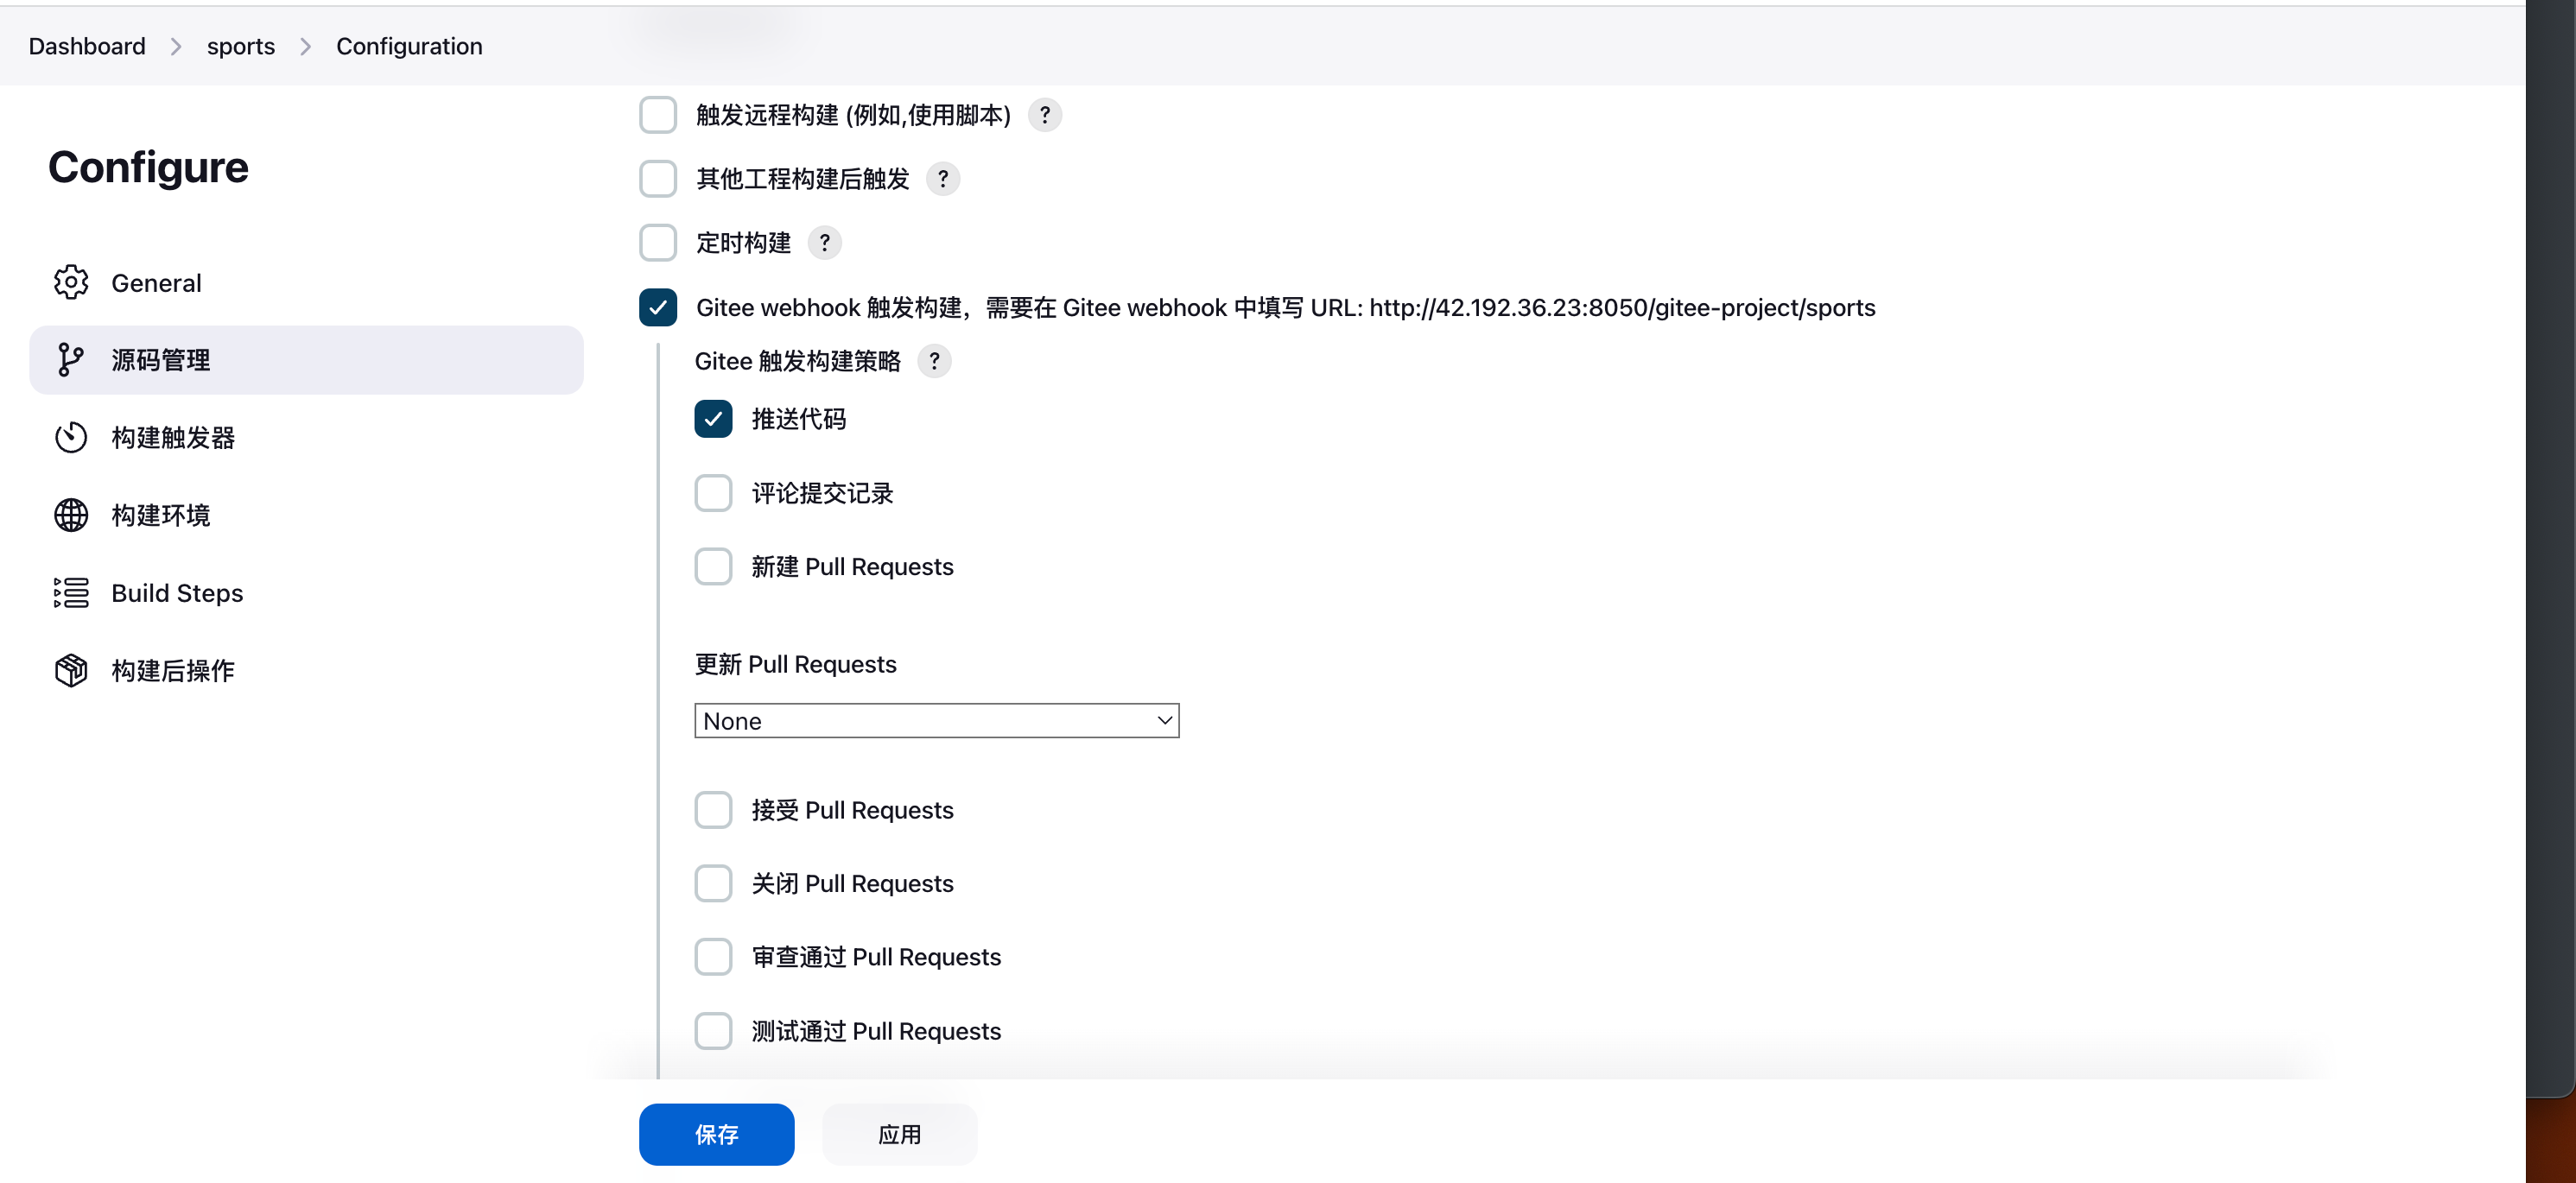 Dashboard > sports > Configuration
Configure
General
源码管理
构建触发器
构建环境
Build Steps
构建后操作
触发远程构建 (例如,使用脚本) ?
其他工程构建后触发 ?
定时构建 ?
Gitee webhook 触发构建，需要在 Gitee webhook 中填写 URL: http://42.192.36.23:8050/gitee-project/sports
Gitee 触发构建策略 ?
推送代码
评论提交记录
新建 Pull Requests
更新 Pull Requests
None
接受 Pull Requests
关闭 Pull Requests
审查通过 Pull Requests
测试通过 Pull Requests
保存
应用